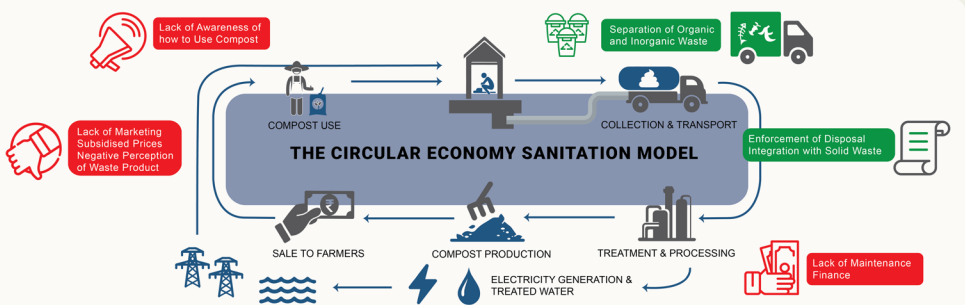 Lack of Awareness of
how to Use Compost
Separation of Organic
and Inorganic Waste
COMPOST USE
COLLECTION & TRANSPORT
Lack of Marketing
Subsidised Prices
Negative Perception
of Waste Product
THE CIRCULAR ECONOMY SANITATION MODEL
Enforcement of Disposal
Integration with Solid Waste
₹
SALE TO FARMERS
COMPOST PRODUCTION
TREATMENT & PROCESSING
Lack of Maintenance
Finance
ELECTRICITY GENERATION &
TREATED WATER